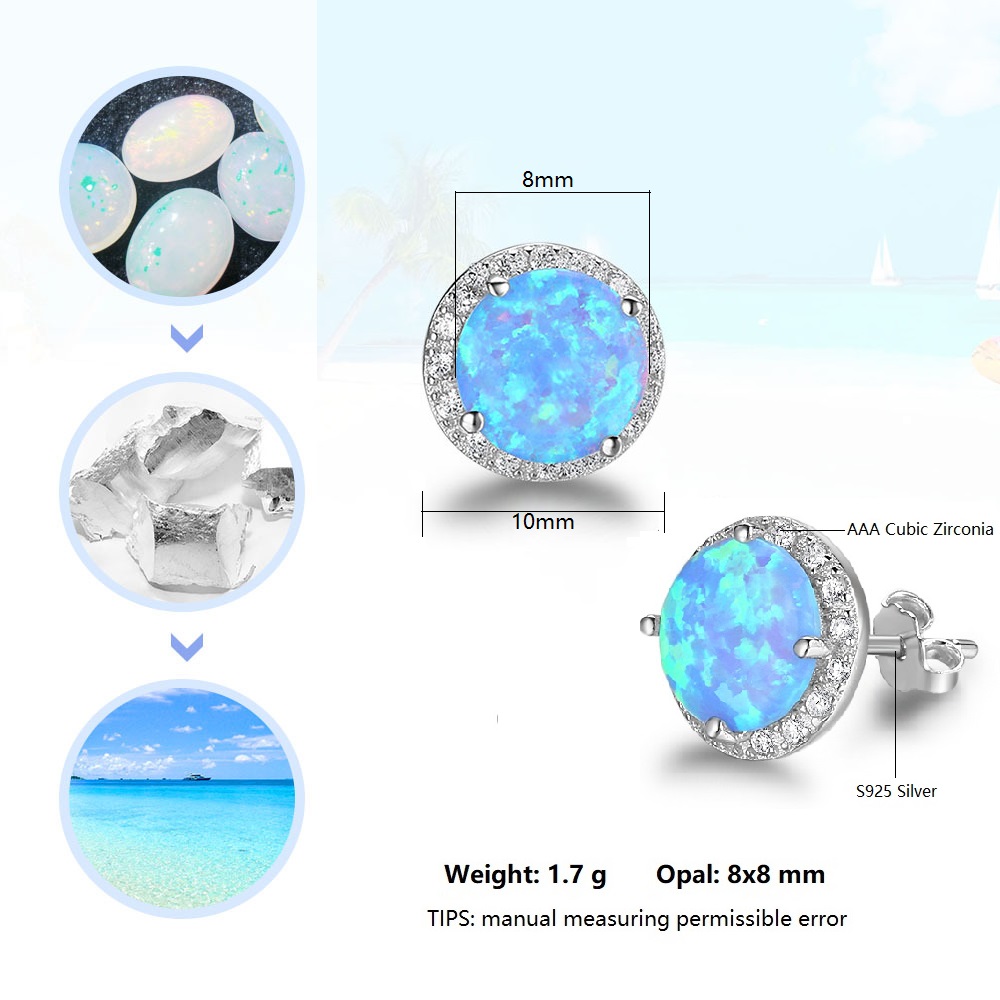 8mm
10mm
AAA Cubic Zirconia
S925 Silver
Weight: 1.7 g Opal: 8x8 mm
TIPS: manual measuring permissible error